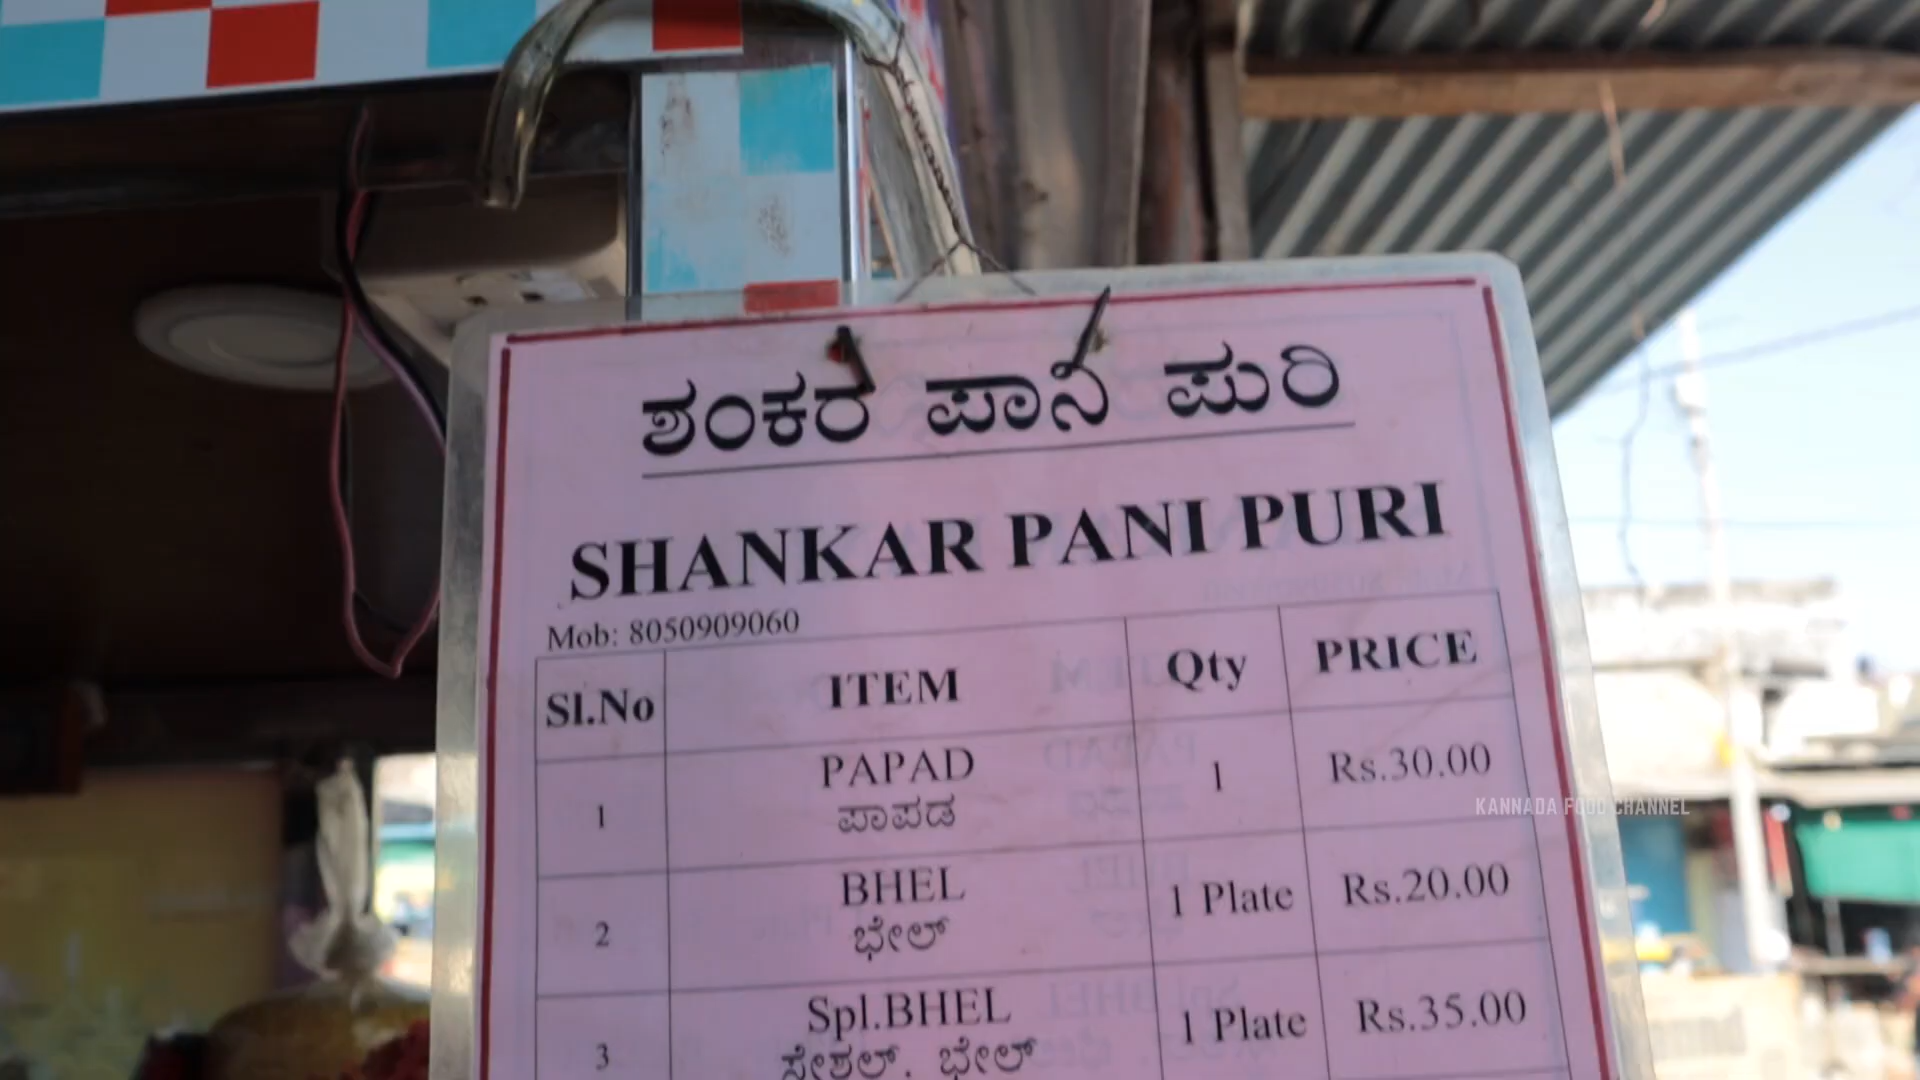 ಶಂಕರ ಪಾನಿ ಪುರಿ
SHANKAR PANI PURI
Mob: 8050909060
Sl.No ITEM Qty PRICE
1 PAPAD 1 Rs.30.00
ಪಾಪಡ
2 BHEL 1 Plate Rs.20.00
ಭೇಲ್
3 Spl.BHEL 1 Plate Rs.35.00
ಸ್ಪೇಶಲ್. ಭೇಲ್
KANNADA FOOD CHANNEL